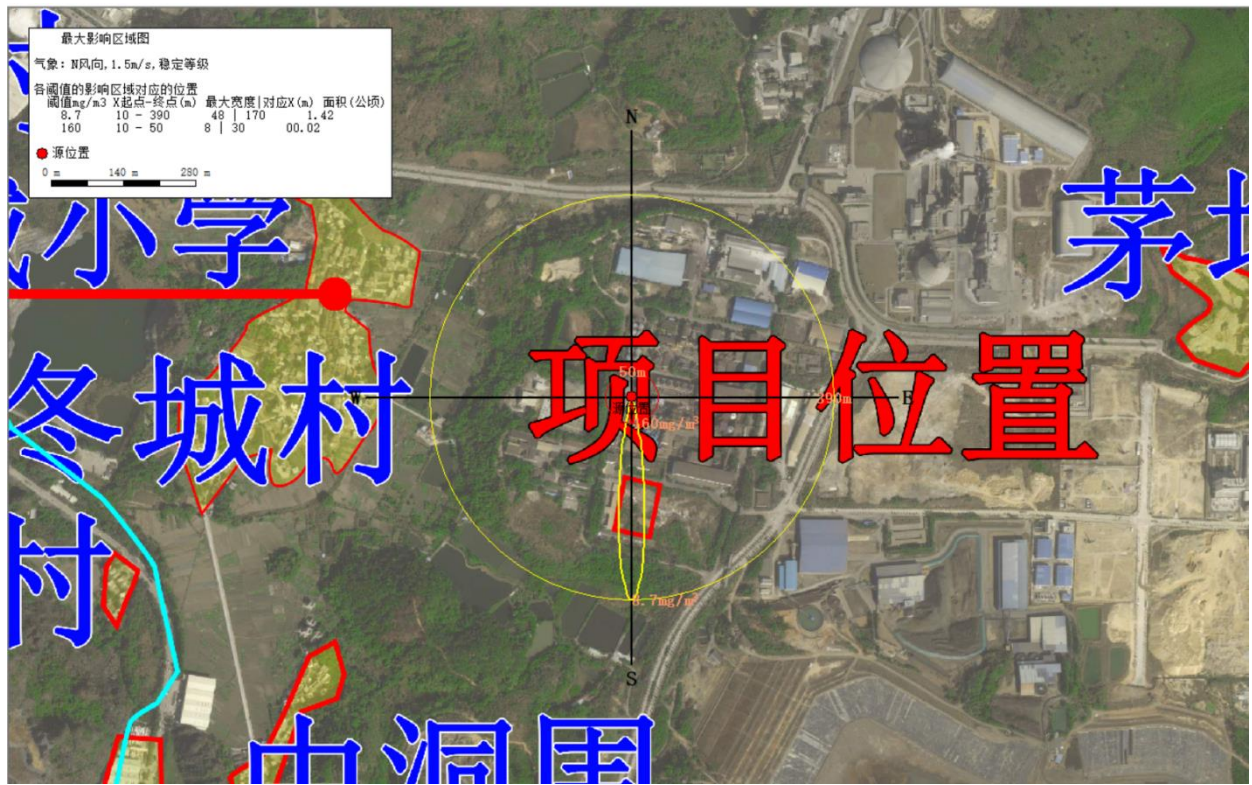 最大影响区域图
气象：N风向,1.5m/s,稳定等级
各阈值的影响区域对应的位置
阈值mg/m3 X起点-终点(m) 最大宽度|对应X(m) 面积(公顷)
8.7 10 - 390 48 | 170 1.42
160 10 - 50 8 | 30 00.02
源位置
0 m 140 m 280 m
N
小学
茅
项目位置
50m
W
390m
E
60mg/m³
冬城村
村
7mg/m³
S
中洞围